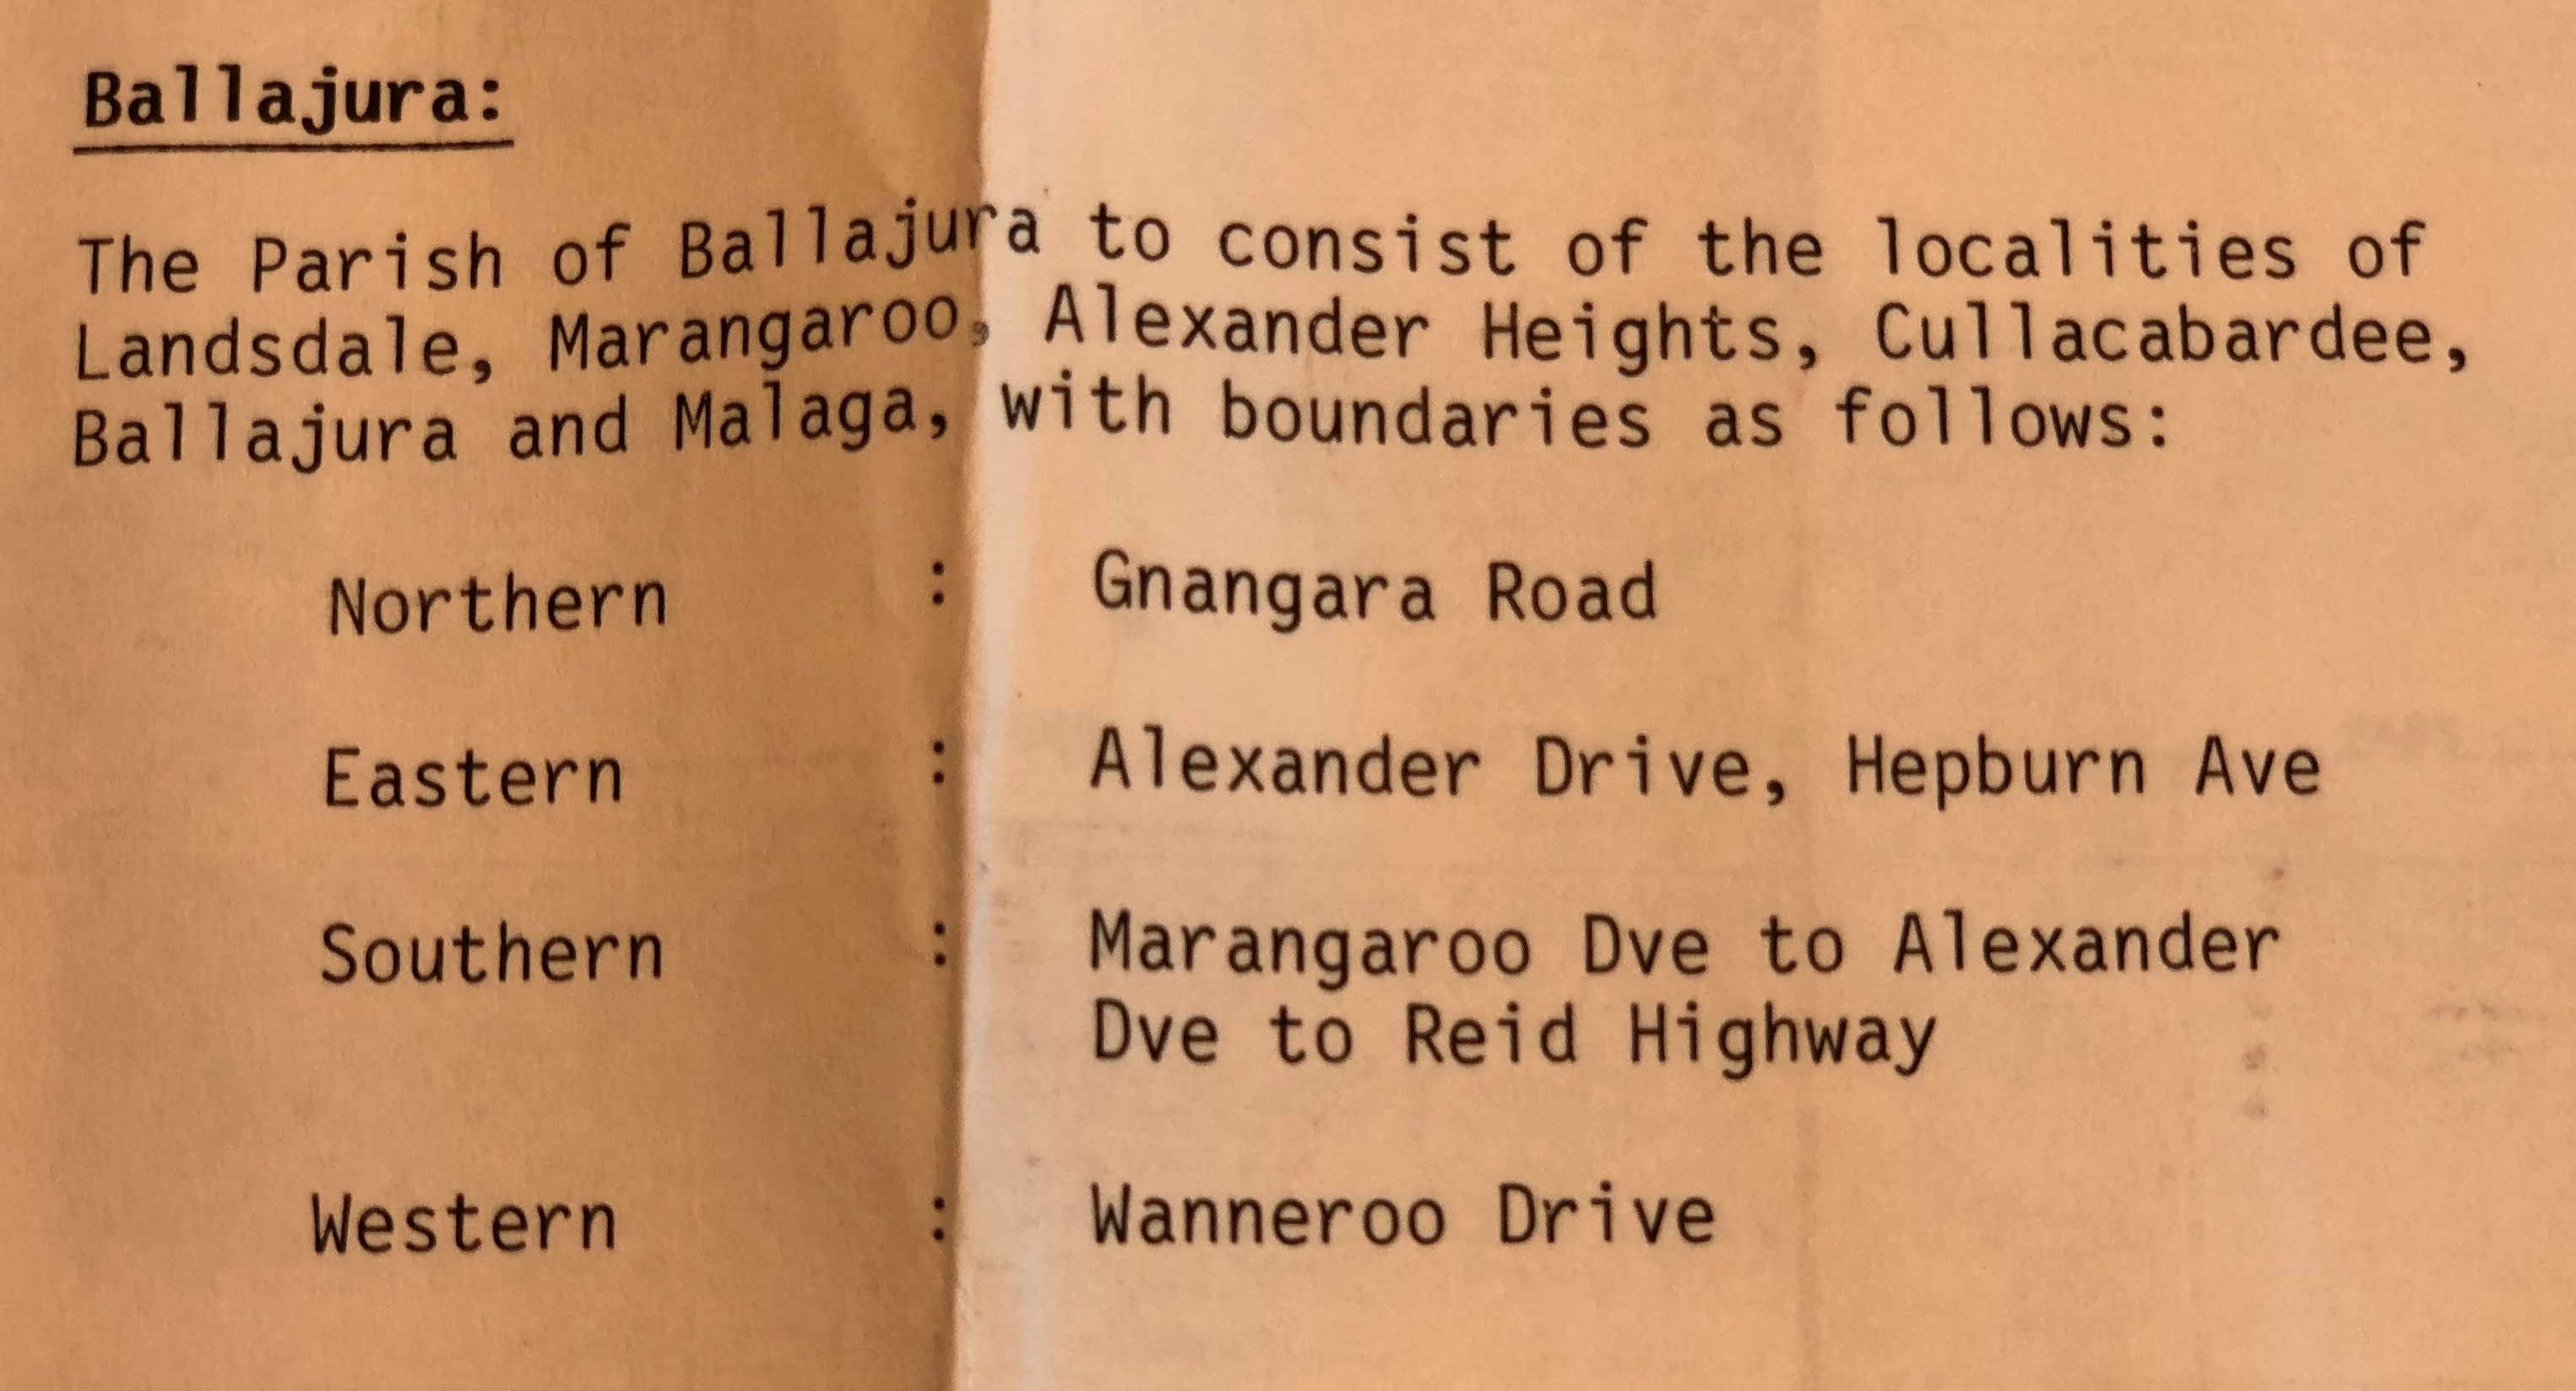 Ballajura:
The Parish of Ballajura to consist of the localities of
Landsdale, Marangaroo, Alexander Heights, Cullacabardee,
Ballajura and Malaga, with boundaries as follows:
Northern : Gnangara Road
Eastern : Alexander Drive, Hepburn Ave
Southern : Marangaroo Dve to Alexander
Dve to Reid Highway
Western : Wanneroo Drive